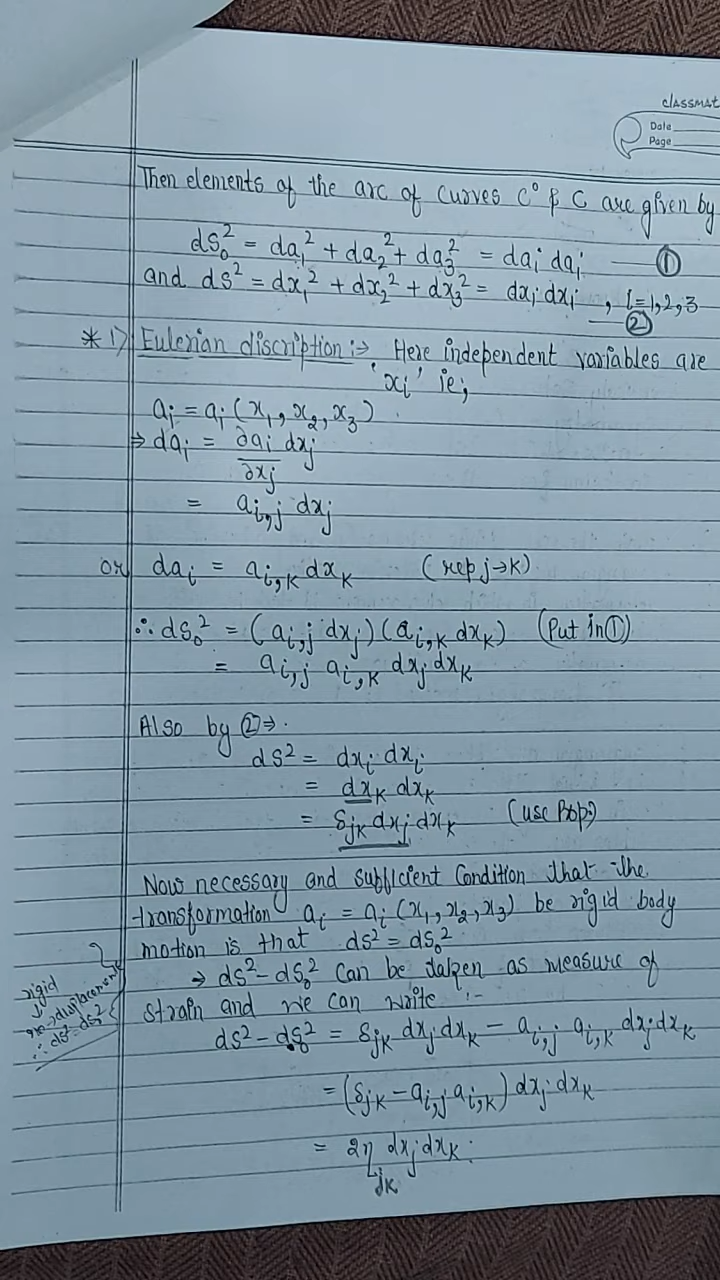 classmat
Date
Page
Then elements of the arc of curves C° & C are given by
ds₀² = da₁² + da₂² + da₃² = daᵢ daᵢ — ①
and ds² = dx₁² + dx₂² + dx₃² = dxᵢ dxᵢ , i=1,2,3
— ②
* 1) Eulerian discription :→ Here independent variables are
'xᵢ' ie,
aᵢ = aᵢ (x₁, x₂, x₃)
⇒ daᵢ = ∂aᵢ/∂xⱼ dxⱼ
= aᵢ,ⱼ dxⱼ
or daᵢ = aᵢ,ₖ dxₖ (rep j→k)
∴ ds₀² = (aᵢ,ⱼ dxⱼ)(aᵢ,ₖ dxₖ) (Put in ①)
= aᵢ,ⱼ aᵢ,ₖ dxⱼ dxₖ
Also by ② ⇒
ds² = dxᵢ dxᵢ
= dxₖ dxₖ
= δⱼₖ dxⱼ dxₖ (use Prop)
Now necessary and sufficient condition that the
transformation aᵢ = aᵢ (x₁, x₂, x₃) be rigid body
motion is that ds² = ds₀²
→ ds² – ds₀² can be taken as measure of
strain and we can write :-
rigid
no → displacement
∴ ds² = ds₀²
ds² – ds₀² = δⱼₖ dxⱼ dxₖ – aᵢ,ⱼ aᵢ,ₖ dxⱼ dxₖ
= (δⱼₖ – aᵢ,ⱼ aᵢ,ₖ) dxⱼ dxₖ
= 2ηⱼₖ dxⱼ dxₖ .